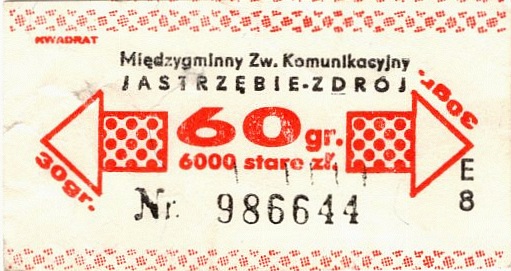 KWADRAT
Międzygminny Zw. Komunikacyjny
JASTRZĘBIE-ZDRÓJ
30gr.
60 gr.
6000 stare zł.
30gr.
E
8
Nr. 986644